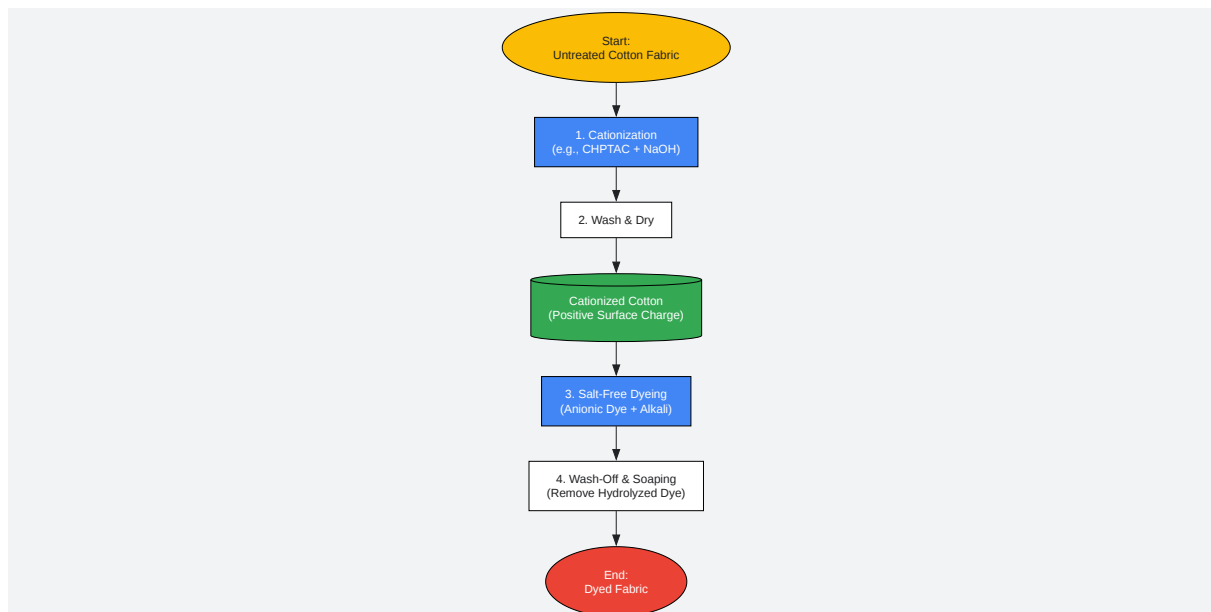 Start:
Untreated Cotton Fabric
1. Cationization
(e.g., CHPTAC + NaOH)
2. Wash & Dry
Cationized Cotton
(Positive Surface Charge)
3. Salt-Free Dyeing
(Anionic Dye + Alkali)
4. Wash-Off & Soaping
(Remove Hydrolyzed Dye)
End:
Dyed Fabric